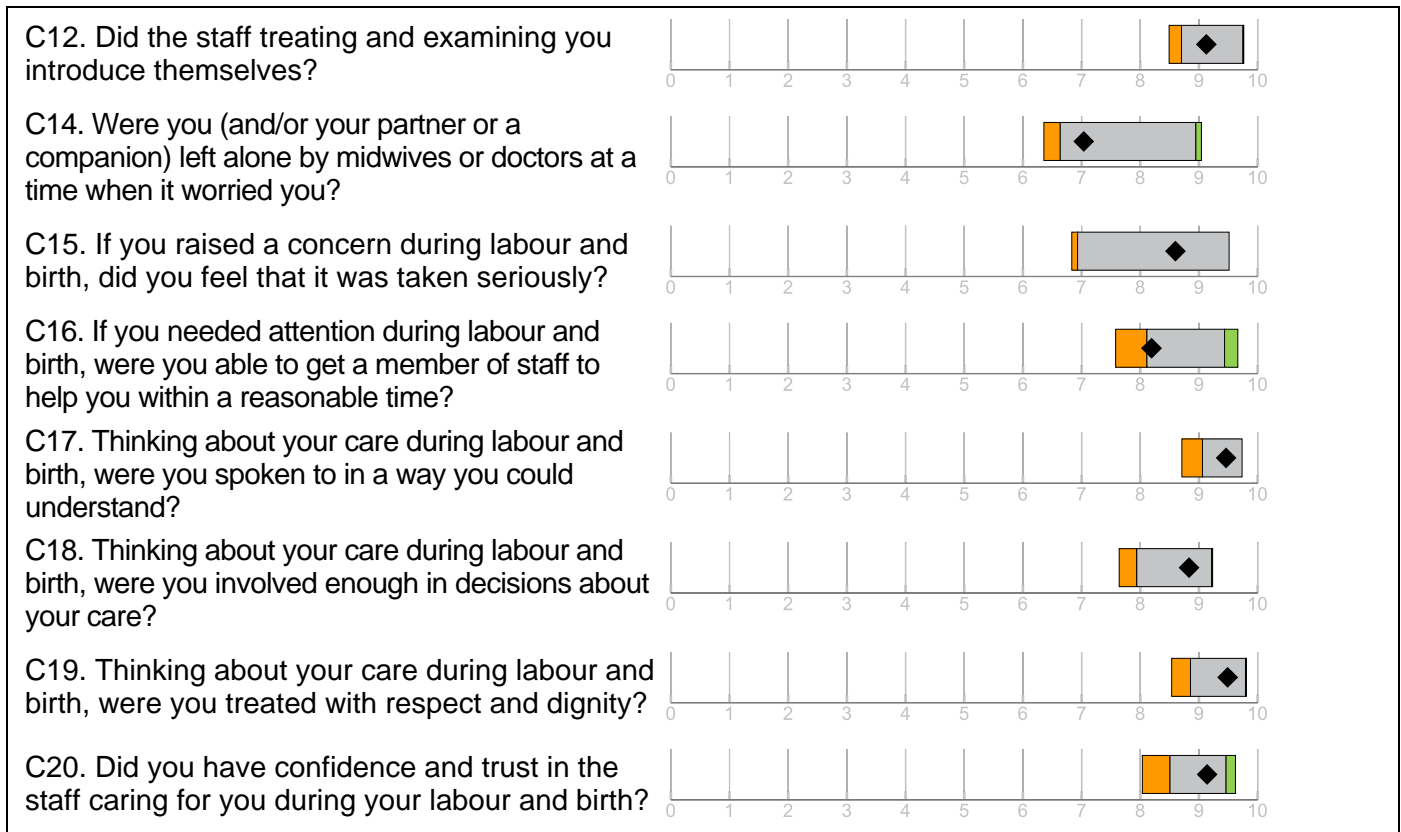 C12. Did the staff treating and examining you
introduce themselves?
0 1 2 3 4 5 6 7 8 9 10
C14. Were you (and/or your partner or a
companion) left alone by midwives or doctors at a
time when it worried you?
0 1 2 3 4 5 6 7 8 9 10
C15. If you raised a concern during labour and
birth, did you feel that it was taken seriously?
0 1 2 3 4 5 6 7 8 9 10
C16. If you needed attention during labour and
birth, were you able to get a member of staff to
help you within a reasonable time?
0 1 2 3 4 5 6 7 8 9 10
C17. Thinking about your care during labour and
birth, were you spoken to in a way you could
understand?
0 1 2 3 4 5 6 7 8 9 10
C18. Thinking about your care during labour and
birth, were you involved enough in decisions about
your care?
0 1 2 3 4 5 6 7 8 9 10
C19. Thinking about your care during labour and
birth, were you treated with respect and dignity?
0 1 2 3 4 5 6 7 8 9 10
C20. Did you have confidence and trust in the
staff caring for you during your labour and birth?
0 1 2 3 4 5 6 7 8 9 10